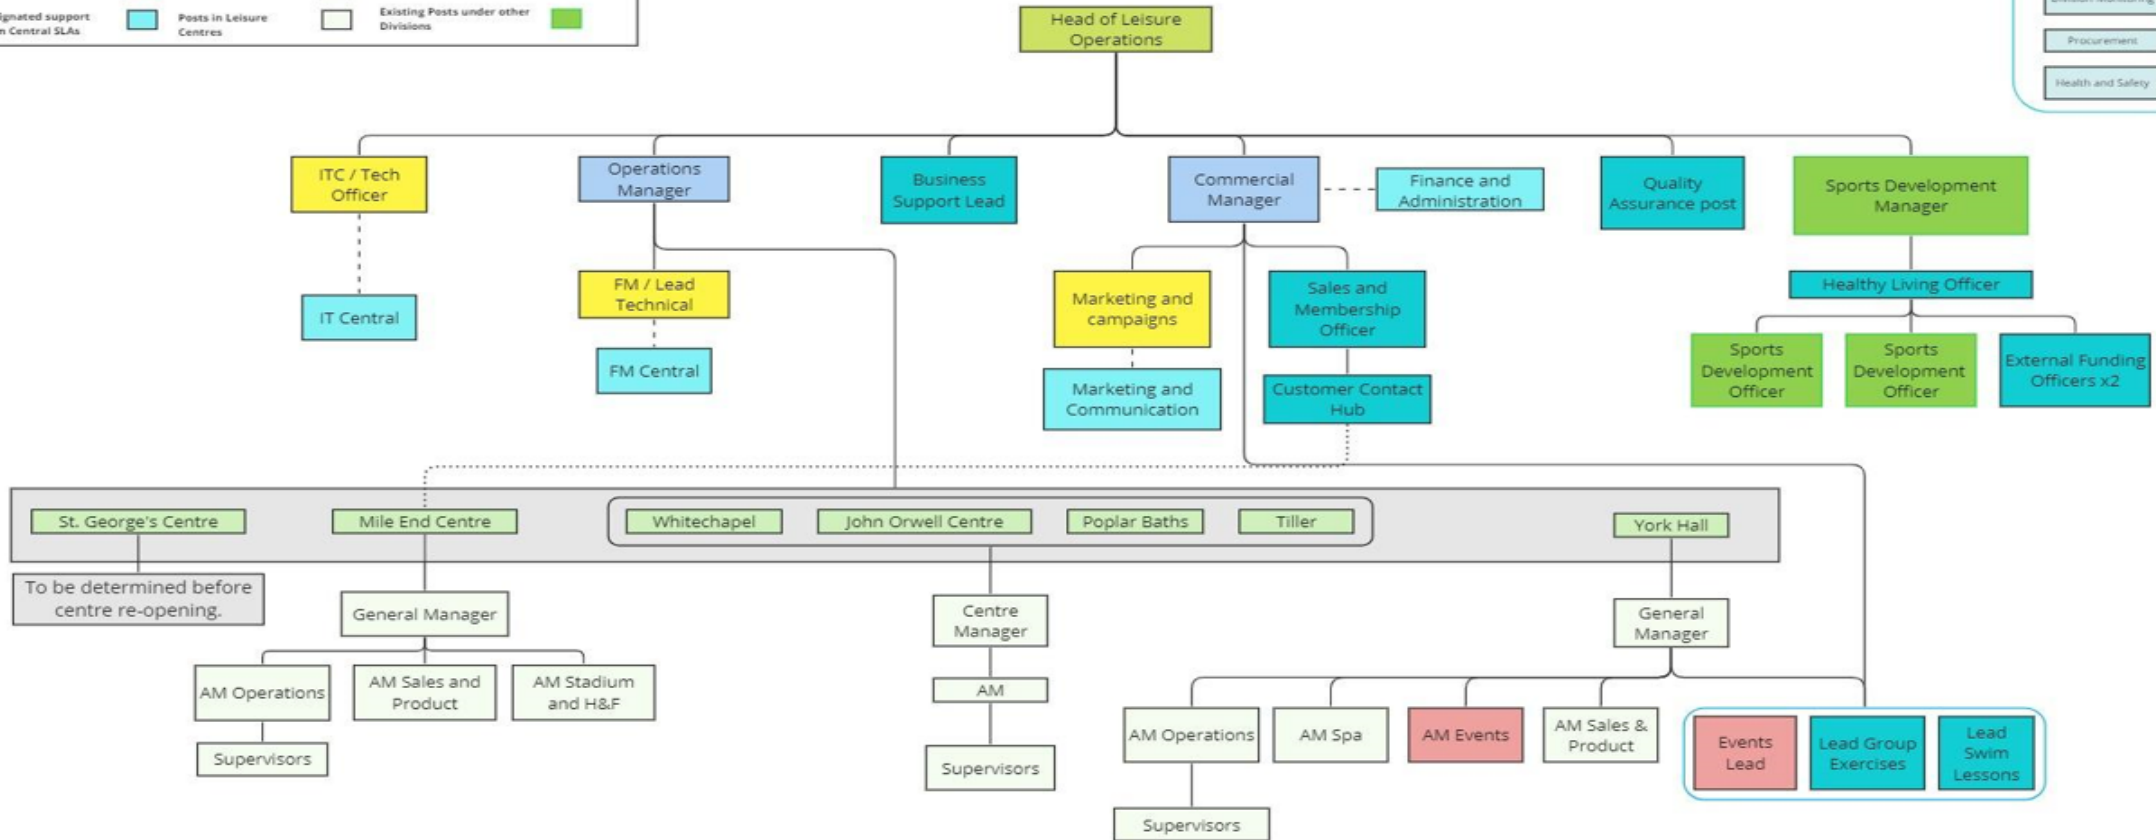 ignated support
n Central SLAs
Posts in Leisure
Centres
Existing Posts under other
Divisions
Head of Leisure
Operations
Procurement
Health and Safety
ITC / Tech
Officer
Operations
Manager
Business
Support Lead
Commercial
Manager
Finance and
Administration
Quality
Assurance post
Sports Development
Manager
IT Central
FM / Lead
Technical
FM Central
Marketing and
campaigns
Marketing and
Communication
Sales and
Membership
Officer
Customer Contact
Hub
Healthy Living Officer
Sports
Development
Officer
Sports
Development
Officer
External Funding
Officers x2
St. George's Centre
Mile End Centre
Whitechapel
John Orwell Centre
Poplar Baths
Tiller
York Hall
To be determined before
centre re-opening.
General Manager
AM Operations
AM Sales and
Product
AM Stadium
and H&F
Supervisors
Centre
Manager
AM
Supervisors
General
Manager
AM Operations
AM Spa
AM Events
AM Sales &
Product
Events
Lead
Lead Group
Exercises
Lead
Swim
Lessons
Supervisors